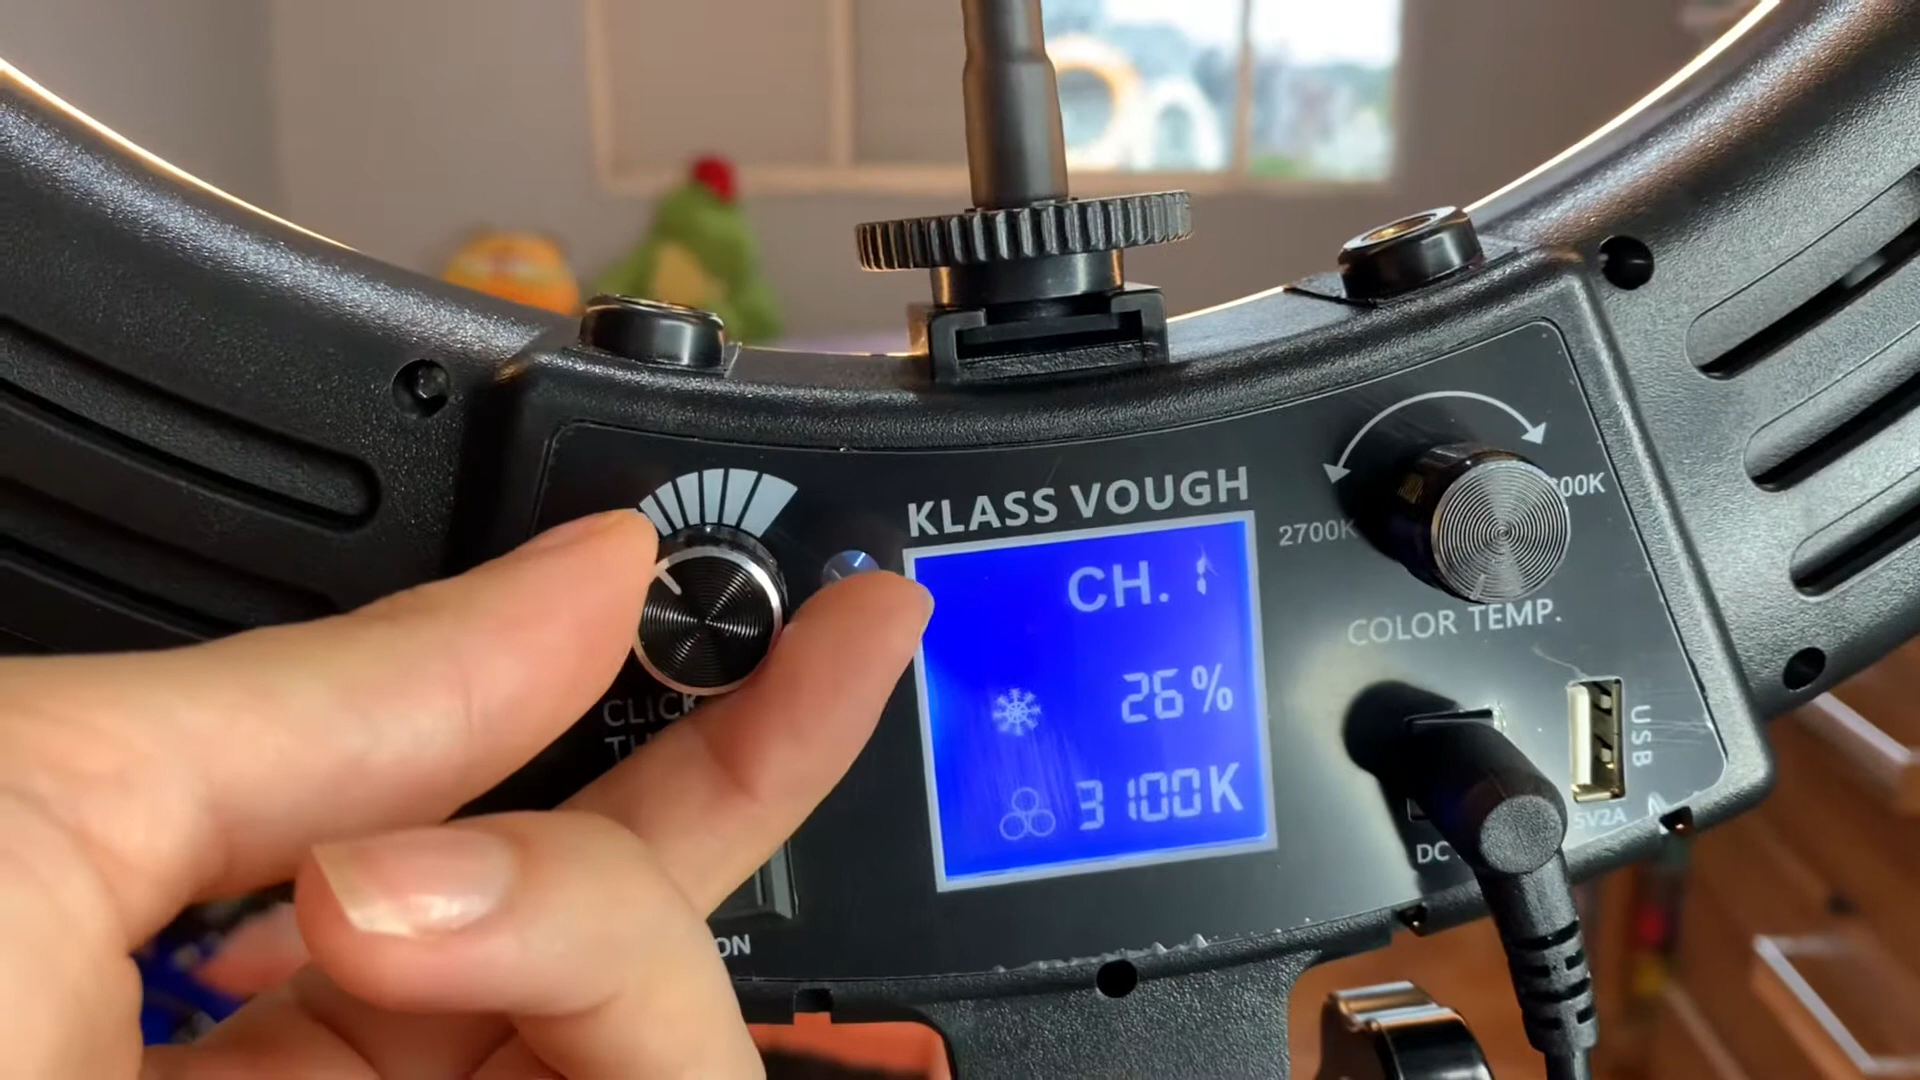 KLASS VOUGH
CH. 1
26%
3100K
2700K
COLOR TEMP.
CLICK
USB
5V2A
DC
ON